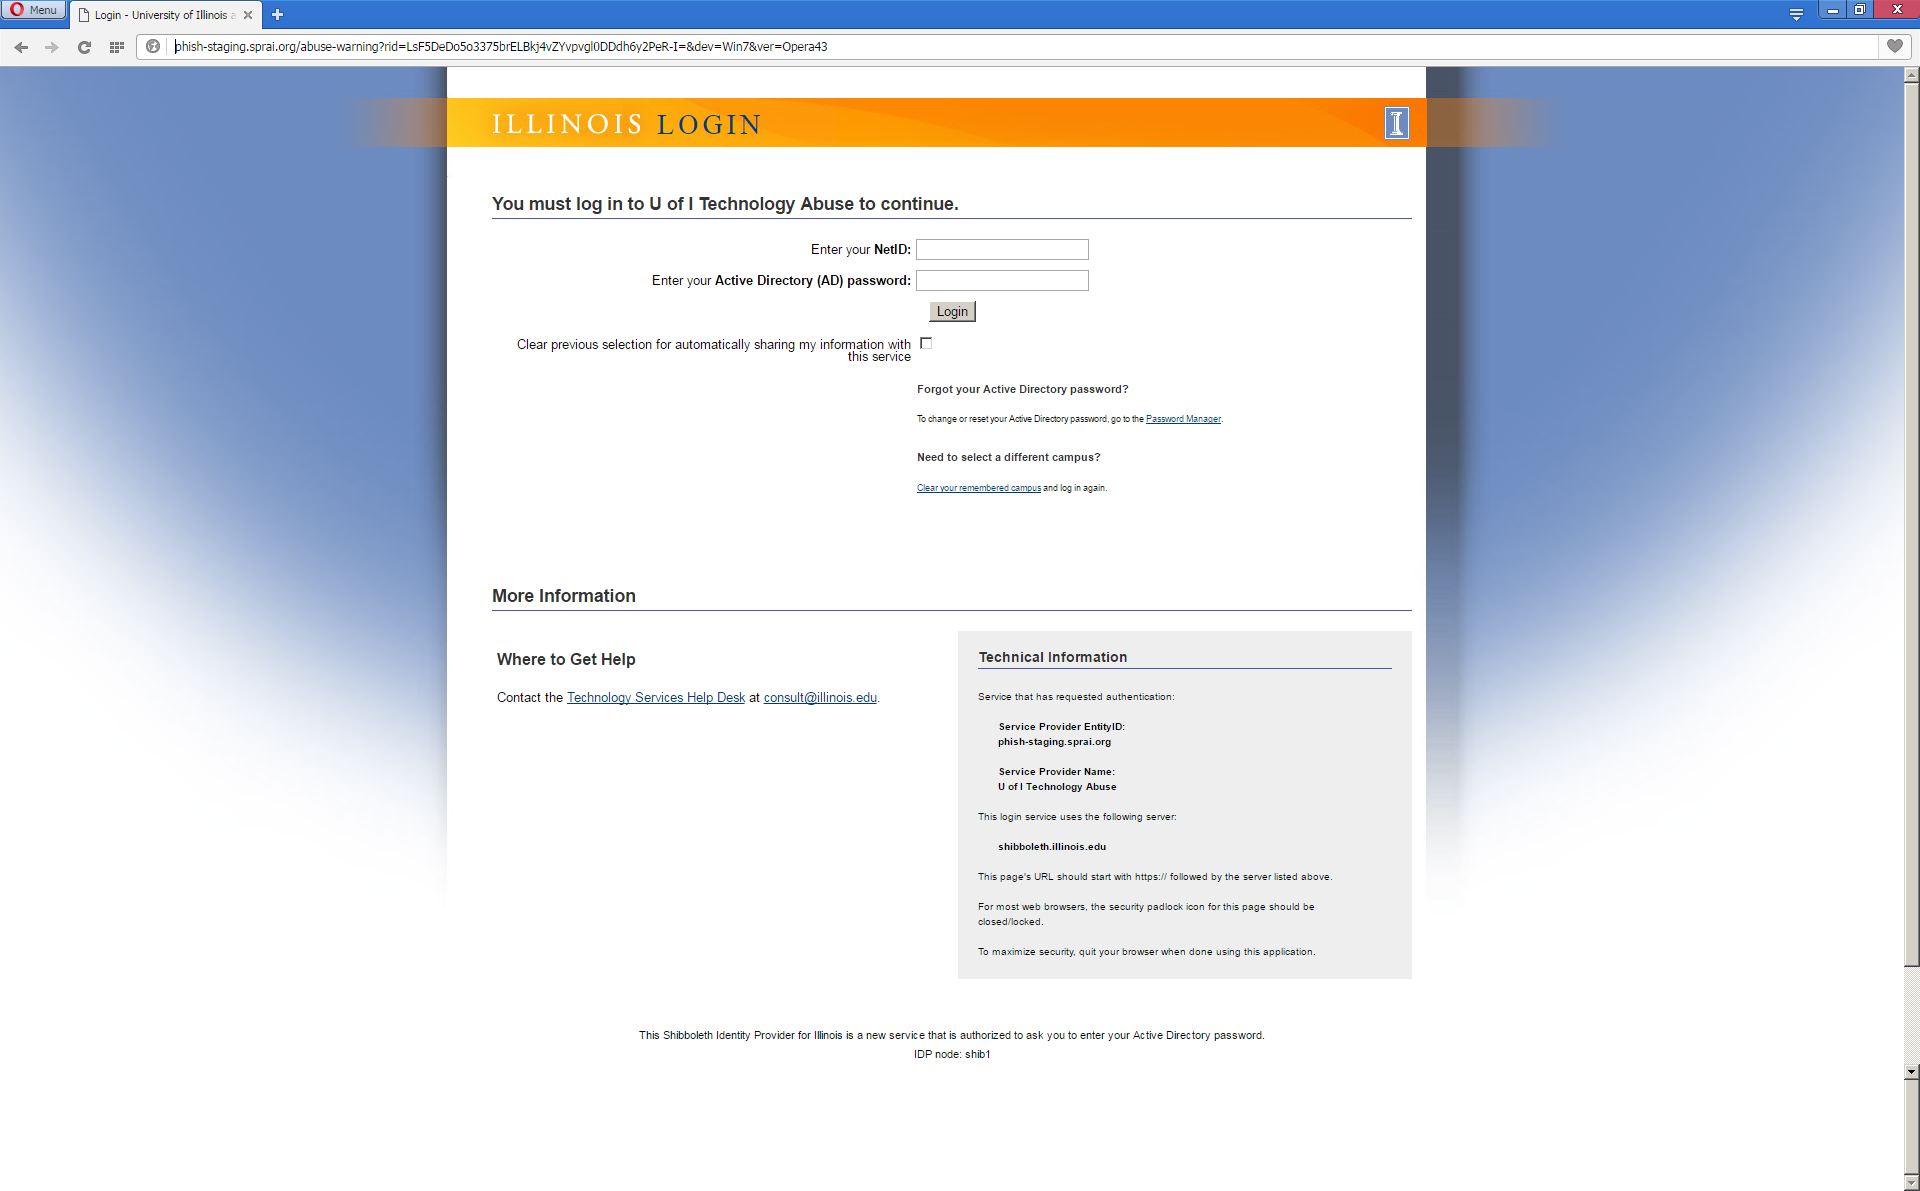 Menu
Login - University of Illinois
phish-staging.sprai.org/abuse-warning?rid=LsF5DeDo5o3375brELBkj4vZYvpvgl0DDdh6y2PeR-I=&dev=Win7&ver=Opera43
ILLINOIS LOGIN
You must log in to U of I Technology Abuse to continue.
Enter your NetID:
Enter your Active Directory (AD) password:
Login
Clear previous selection for automatically sharing my information with
this service
Forgot your Active Directory password?
To change or reset your Active Directory password, go to the Password Manager.
Need to select a different campus?
Clear your remembered campus and log in again.
More Information
Where to Get Help
Contact the Technology Services Help Desk at consult@illinois.edu.
Technical Information
Service that has requested authentication:
Service Provider EntityID:
phish-staging.sprai.org
Service Provider Name:
U of I Technology Abuse
This login service uses the following server:
shibboleth.illinois.edu
This page's URL should start with https:// followed by the server listed above.
For most web browsers, the security padlock icon for this page should be
closed/locked.
To maximize security, quit your browser when done using this application.
This Shibboleth Identity Provider for Illinois is a new service that is authorized to ask you to enter your Active Directory password.
IDP node: shib1